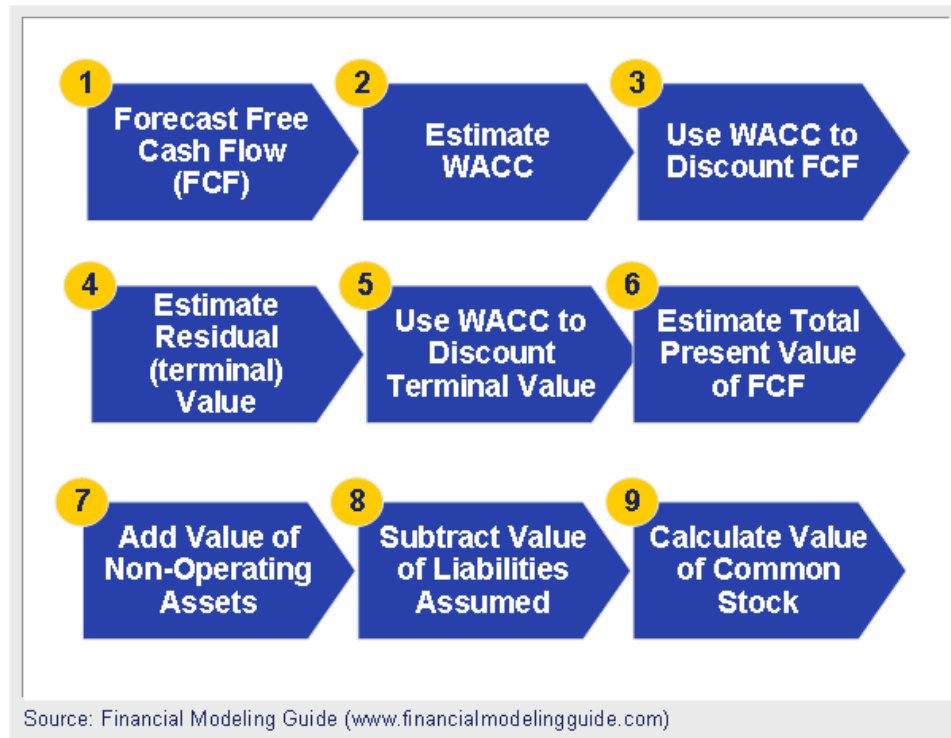 1
Forecast Free
Cash Flow
(FCF)
2
Estimate
WACC
3
Use WACC to
Discount FCF
4
Estimate
Residual
(terminal)
Value
5
Use WACC to
Discount
Terminal Value
6
Estimate Total
Present Value
of FCF
7
Add Value of
Non-Operating
Assets
8
Subtract Value
of Liabilities
Assumed
9
Calculate Value
of Common
Stock
Source: Financial Modeling Guide (www.financialmodelingguide.com)